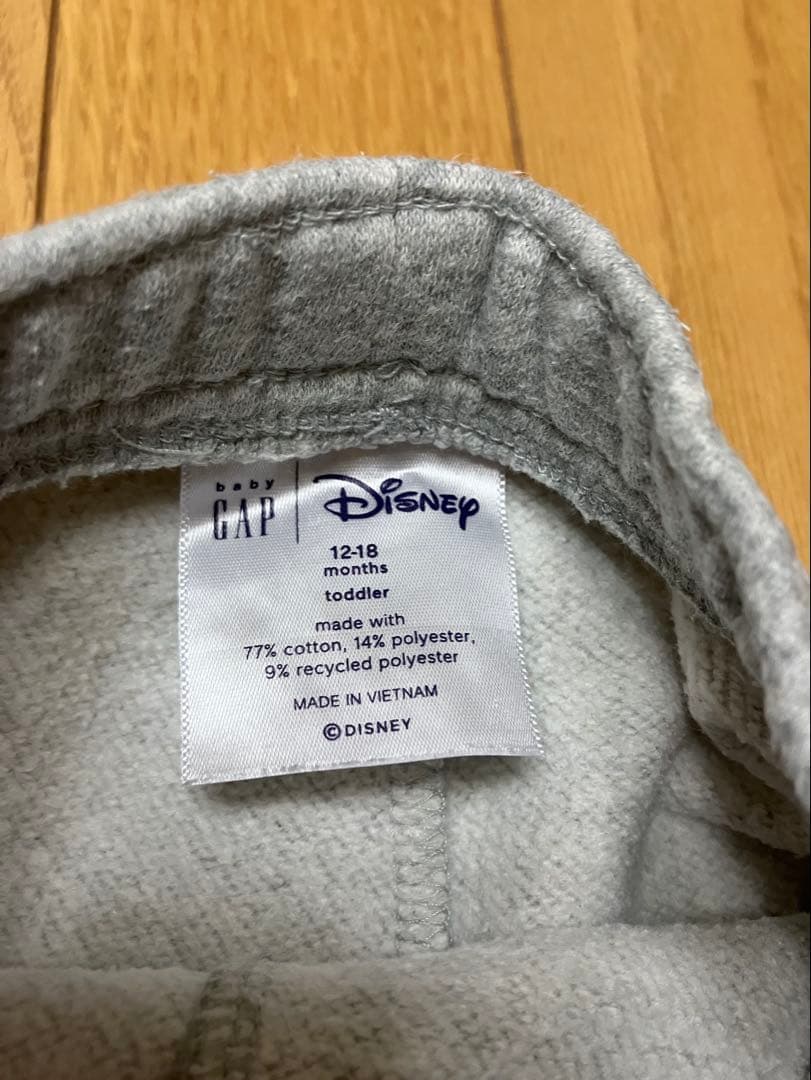 baby
GAP
Disney
12-18
months
toddler
made with
77% cotton, 14% polyester,
9% recycled polyester
MADE IN VIETNAM
©DISNEY